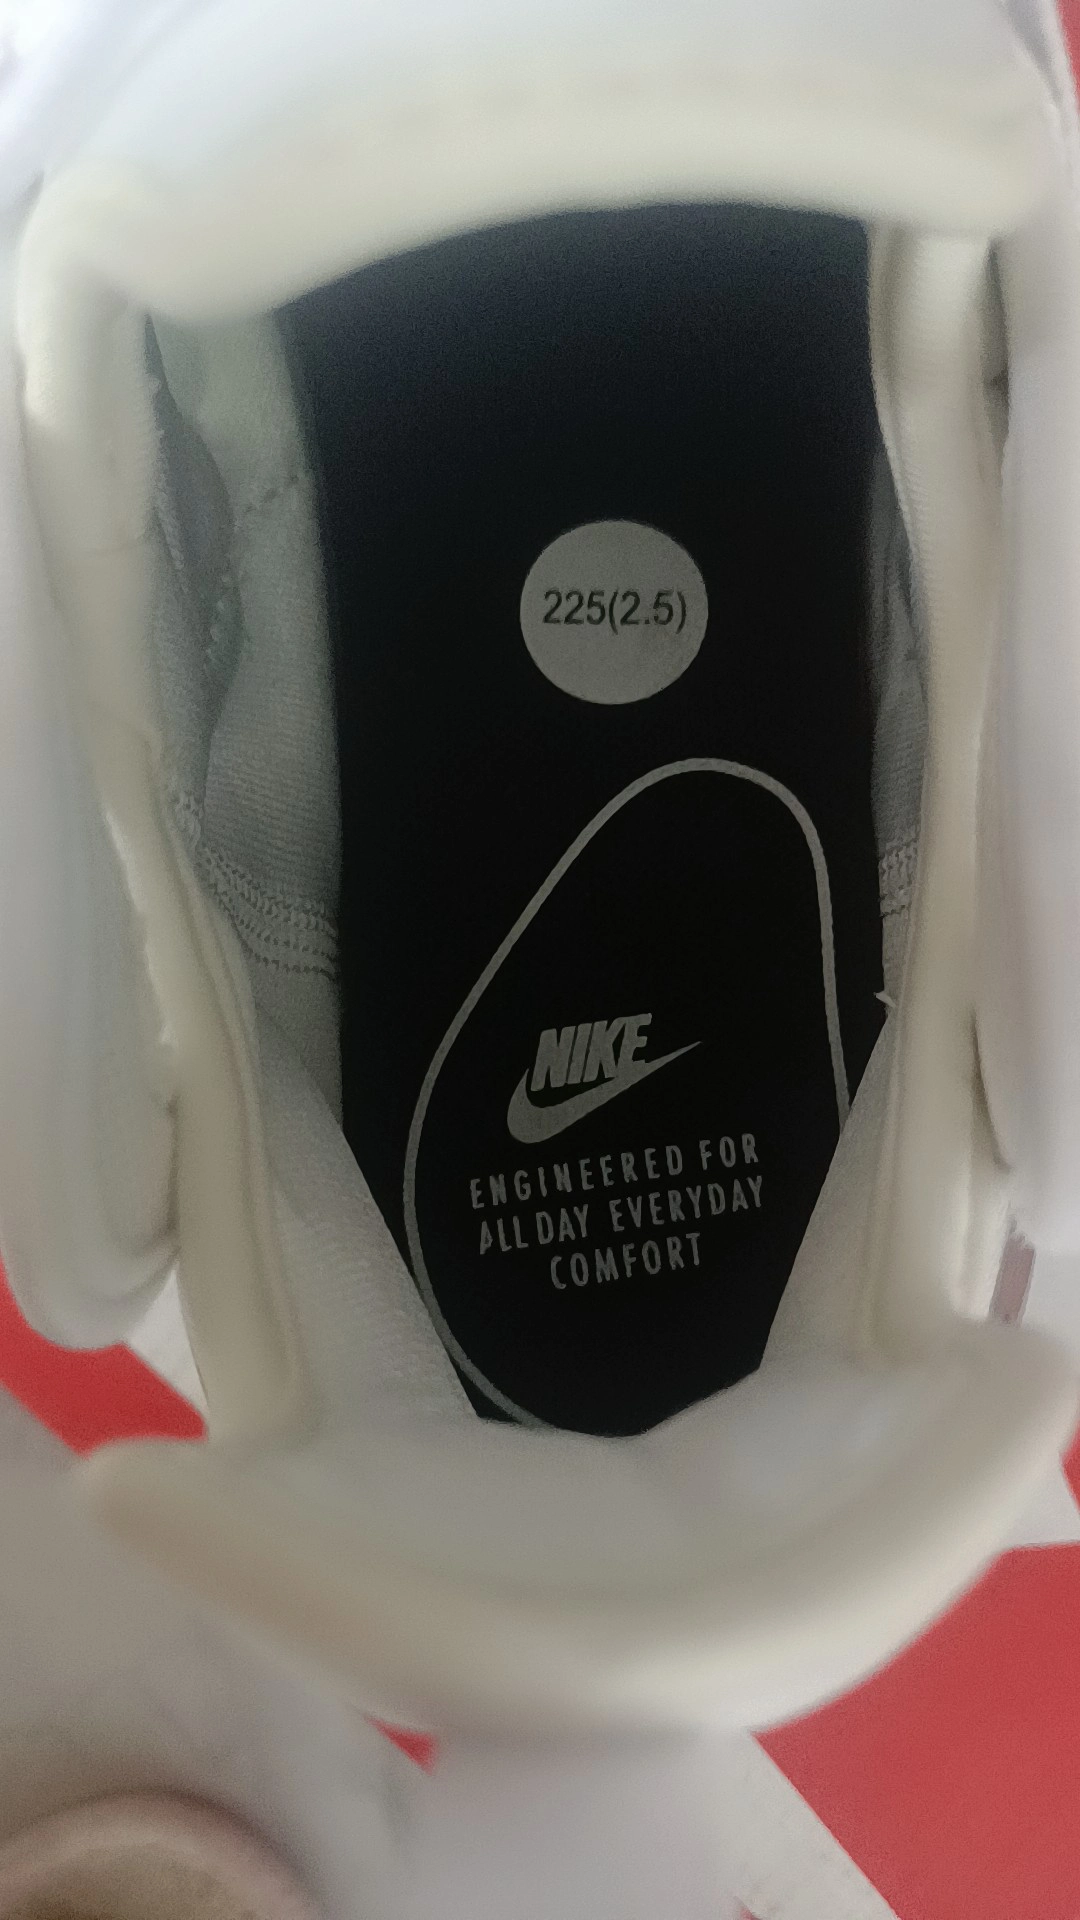 225(2.5)
NIKE
ENGINEERED FOR
ALL DAY EVERYDAY
COMFORT